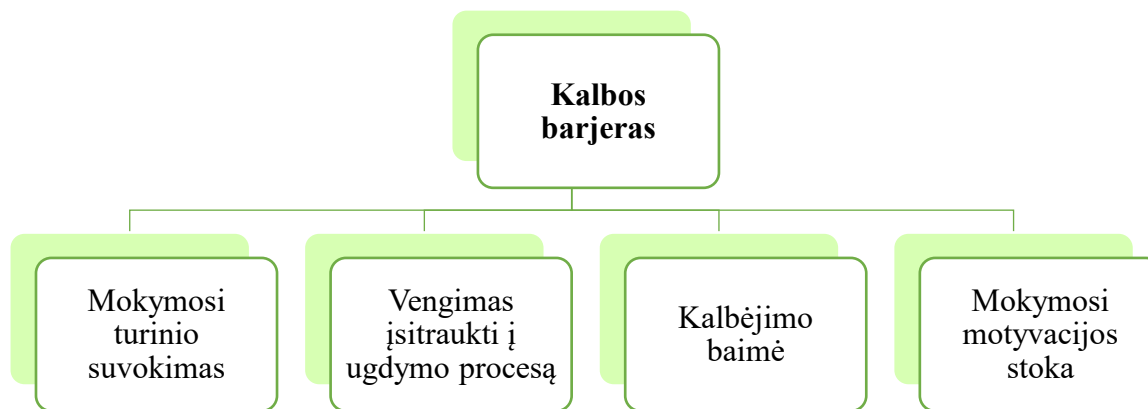 Kalbos
barjeras
Mokymosi
turinio
suvokimas
Vengimas
įsitraukti į
ugdymo procesą
Kalbėjimo
baimė
Mokymosi
motyvacijos
stoka